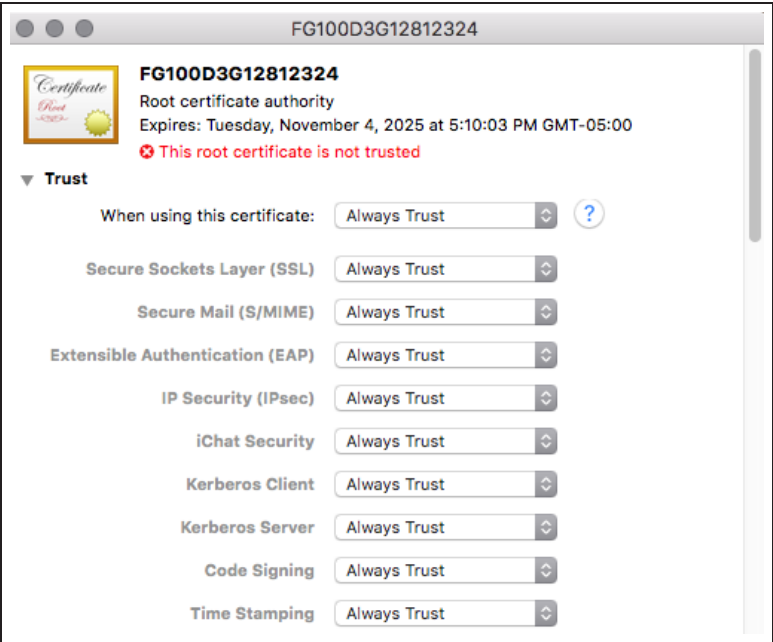 FG100D3G12812324
Certificate
Root
FG100D3G12812324
Root certificate authority
Expires: Tuesday, November 4, 2025 at 5:10:03 PM GMT-05:00
This root certificate is not trusted
Trust
When using this certificate: Always Trust ?
Secure Sockets Layer (SSL) Always Trust
Secure Mail (S/MIME) Always Trust
Extensible Authentication (EAP) Always Trust
IP Security (IPsec) Always Trust
iChat Security Always Trust
Kerberos Client Always Trust
Kerberos Server Always Trust
Code Signing Always Trust
Time Stamping Always Trust